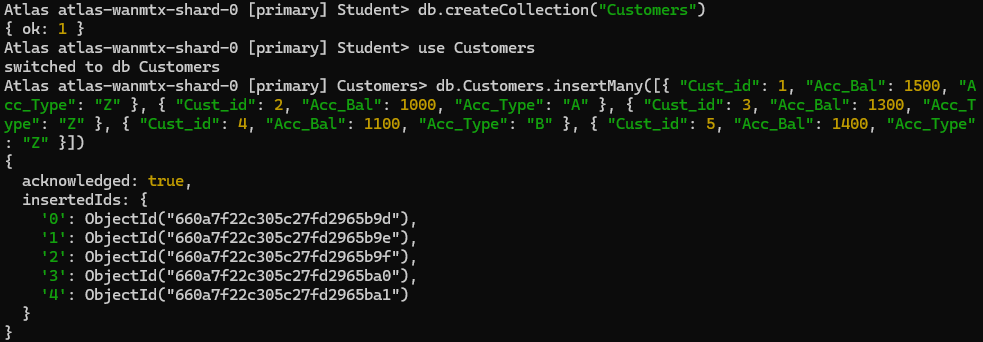 Atlas atlas-wanmtx-shard-0 [primary] Student> db.createCollection("Customers")
{ ok: 1 }
Atlas atlas-wanmtx-shard-0 [primary] Student> use Customers
switched to db Customers
Atlas atlas-wanmtx-shard-0 [primary] Customers> db.Customers.insertMany([{ "Cust_id": 1, "Acc_Bal": 1500, "A
cc_Type": "Z" }, { "Cust_id": 2, "Acc_Bal": 1000, "Acc_Type": "A" }, { "Cust_id": 3, "Acc_Bal": 1300, "Acc_T
ype": "Z" }, { "Cust_id": 4, "Acc_Bal": 1100, "Acc_Type": "B" }, { "Cust_id": 5, "Acc_Bal": 1400, "Acc_Type"
: "Z" }])
{
  acknowledged: true,
  insertedIds: {
    '0': ObjectId("660a7f22c305c27fd2965b9d"),
    '1': ObjectId("660a7f22c305c27fd2965b9e"),
    '2': ObjectId("660a7f22c305c27fd2965b9f"),
    '3': ObjectId("660a7f22c305c27fd2965ba0"),
    '4': ObjectId("660a7f22c305c27fd2965ba1")
  }
}